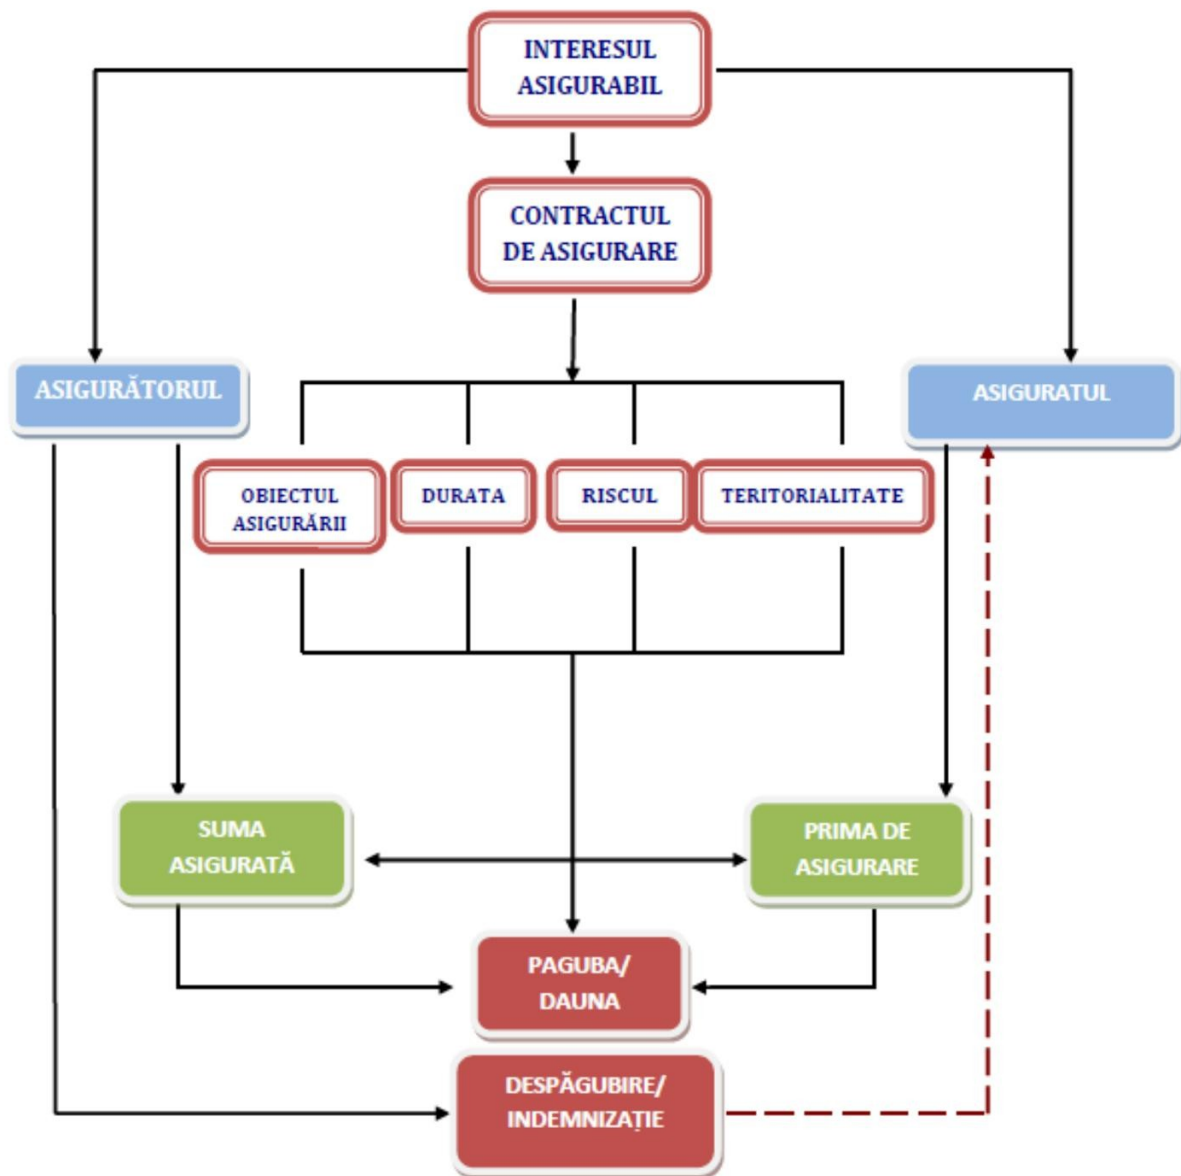 INTERESUL
ASIGURABIL
CONTRACTUL
DE ASIGURARE
ASIGURĂTORUL
ASIGURATUL
OBIECTUL
ASIGURĂRII
DURATA
RISCUL
TERITORIALITATE
SUMA
ASIGURATĂ
PRIMA DE
ASIGURARE
PAGUBA/
DAUNA
DESPĂGUBIRE/
INDEMNIZAȚIE